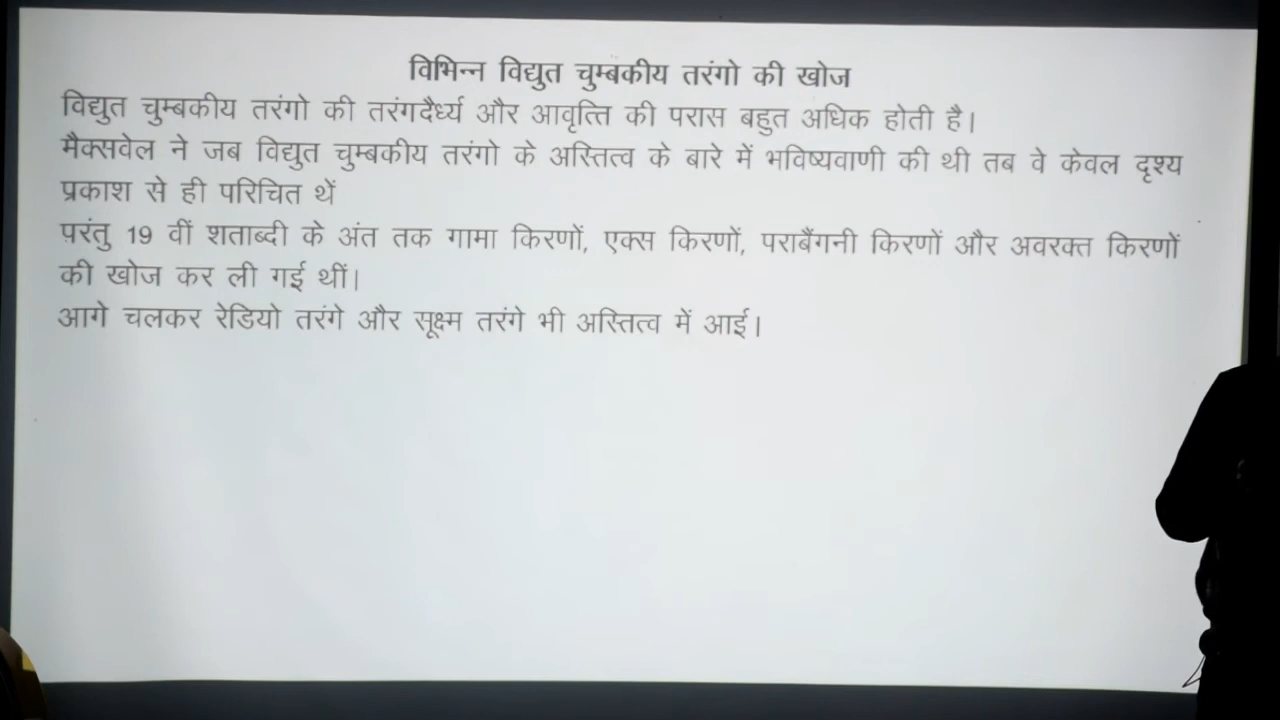 विभिन्न विद्युत चुम्बकीय तरंगो की खोज
विद्युत चुम्बकीय तरंगो की तरंगदैर्ध्य और आवृत्ति की परास बहुत अधिक होती है।
मैक्सवेल ने जब विद्युत चुम्बकीय तरंगो के अस्तित्व के बारे में भविष्यवाणी की थी तब वे केवल दृश्य
प्रकाश से ही परिचित थें
परंतु 19 वीं शताब्दी के अंत तक गामा किरणों, एक्स किरणों, पराबैंगनी किरणों और अवरक्त किरणों
की खोज कर ली गई थीं।
आगे चलकर रेडियो तरंगे और सूक्ष्म तरंगे भी अस्तित्व में आई।